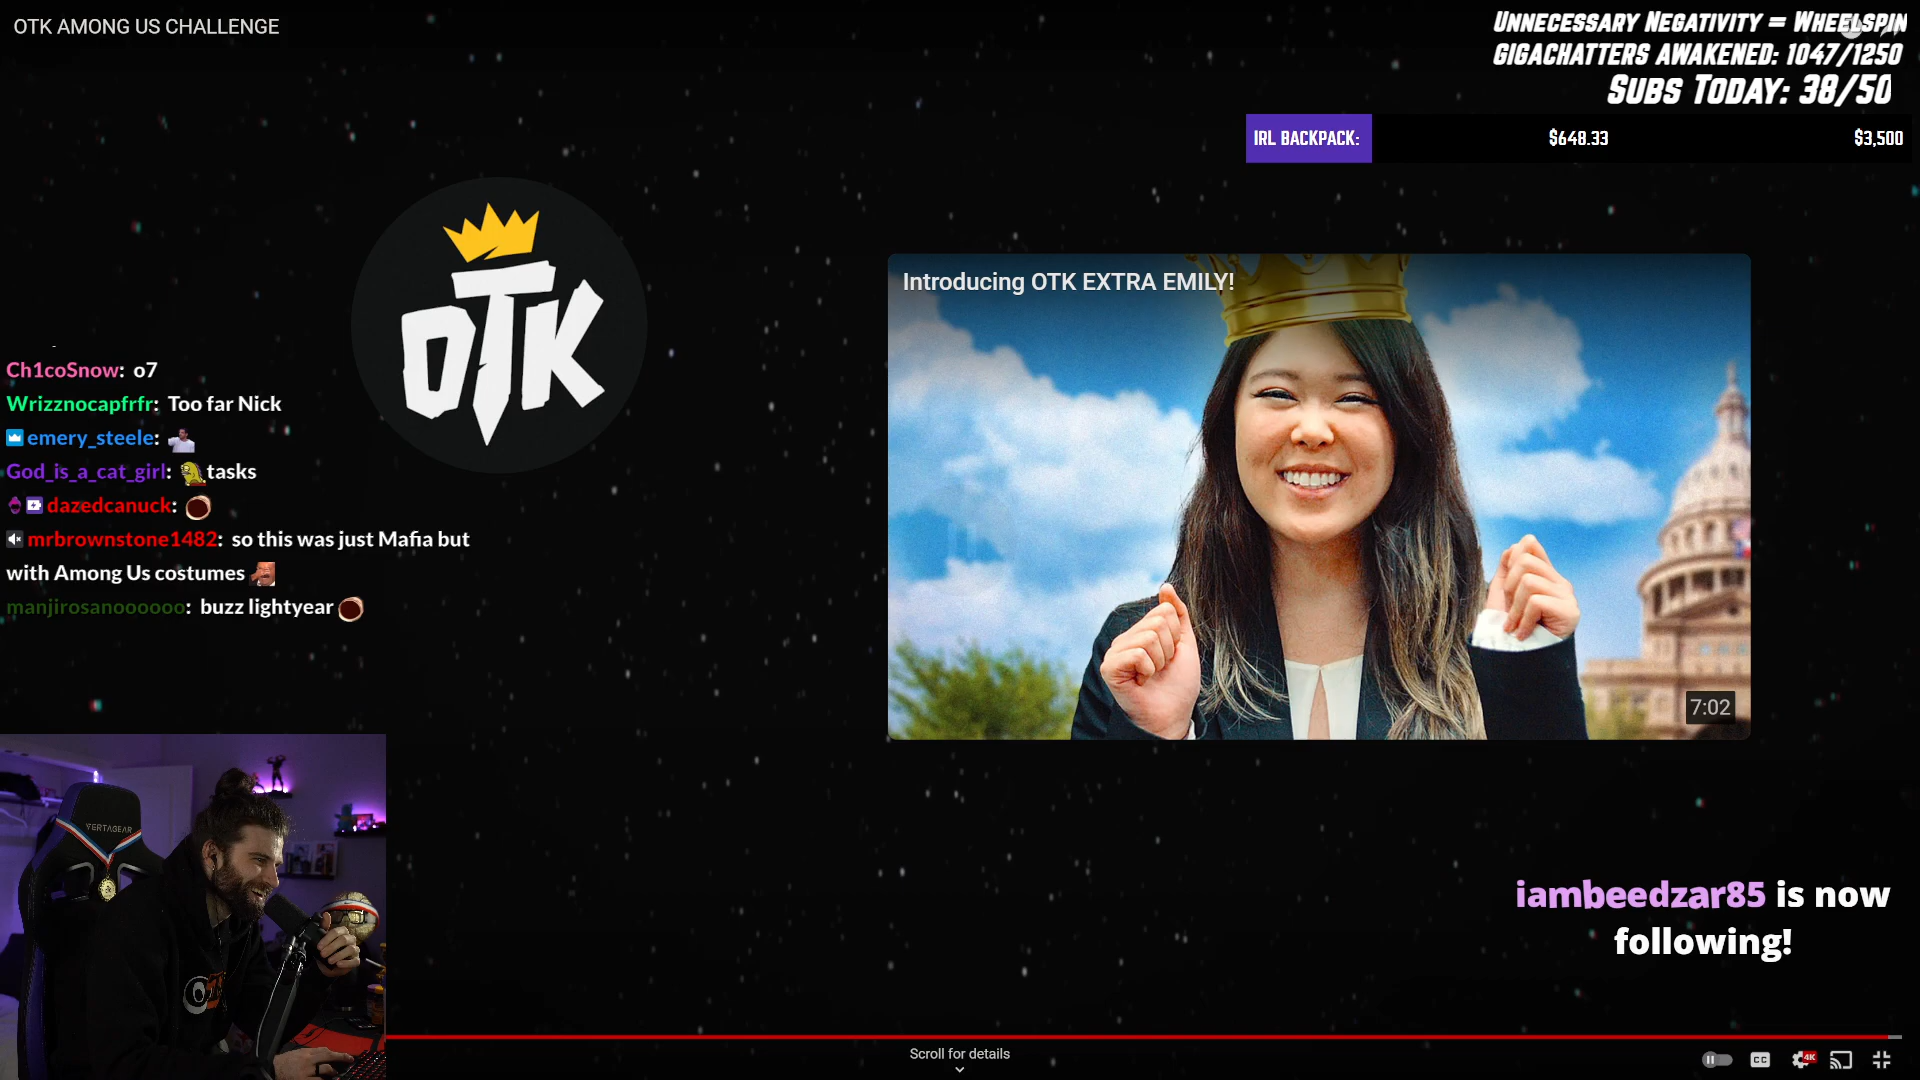 OTK AMONG US CHALLENGE
UNNECESSARY NEGATIVITY = WHEELSPIN
GIGACHATTERS AWAKENED: 1047/1250
SUBS TODAY: 38/50
IRL BACKPACK: $648.33 $3,500
OTK
Introducing OTK EXTRA EMILY!
7:02
Ch1coSnow: o7
Wrizznocapfrfr: Too far Nick
emery_steele:
God_is_a_cat_girl: tasks
dazedcanuck:
mrbrownstone1482: so this was just Mafia but
with Among Us costumes
manjirosanoooooo: buzz lightyear
VERTAGEAR
iambeedzar85 is now
following!
Scroll for details
CC
4K